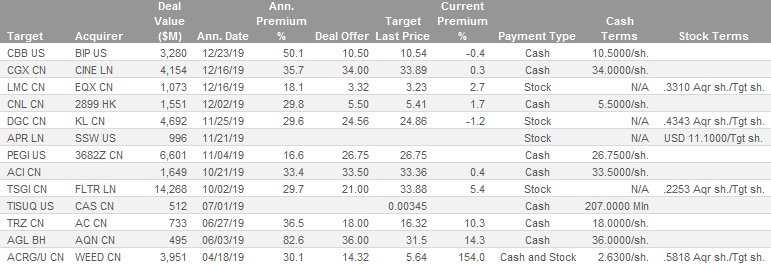 Deal Ann. Target Current
Value Premium Last Price Premium Cash
Target Acquirer ($M) Ann. Date % Deal Offer Last Price % Payment Type Terms Stock Terms
CBB US BIP US 3,280 12/23/19 50.1 10.50 10.54 -0.4 Cash 10.5000/sh.
CGX CN CINE LN 4,154 12/16/19 35.7 34.00 33.89 0.3 Cash 34.0000/sh.
LMC CN EQX CN 1,073 12/16/19 18.1 3.32 3.23 2.7 Stock N/A .3310 Aqr sh./Tgt sh.
CNL CN 2899 HK 1,551 12/02/19 29.8 5.50 5.41 1.7 Cash 5.5000/sh.
DGC CN KL CN 4,692 11/25/19 29.6 24.56 24.86 -1.2 Stock N/A .4343 Aqr sh./Tgt sh.
APR LN SSW US 996 11/21/19 Stock N/A USD 11.1000/Tgt sh.
PEGI US 3682Z CN 6,601 11/04/19 16.6 26.75 26.75 Cash 26.7500/sh.
ACI CN 1,649 10/21/19 33.4 33.50 33.36 0.4 Cash 33.5000/sh.
TSGI CN FLTR LN 14,268 10/02/19 29.7 21.00 33.88 5.4 Stock N/A .2253 Aqr sh./Tgt sh.
TISUQ US CAS CN 512 07/01/19 0.00345 Cash 207.0000 Mln
TRZ CN AC CN 733 06/27/19 36.5 18.00 16.32 10.3 Cash 18.0000/sh.
AGL BH AQN CN 495 06/03/19 82.6 36.00 31.5 14.3 Cash 36.0000/sh.
ACRG/U CN WEED CN 3,951 04/18/19 30.1 14.32 5.64 154.0 Cash and Stock 2.6300/sh. .5818 Aqr sh./Tgt sh.